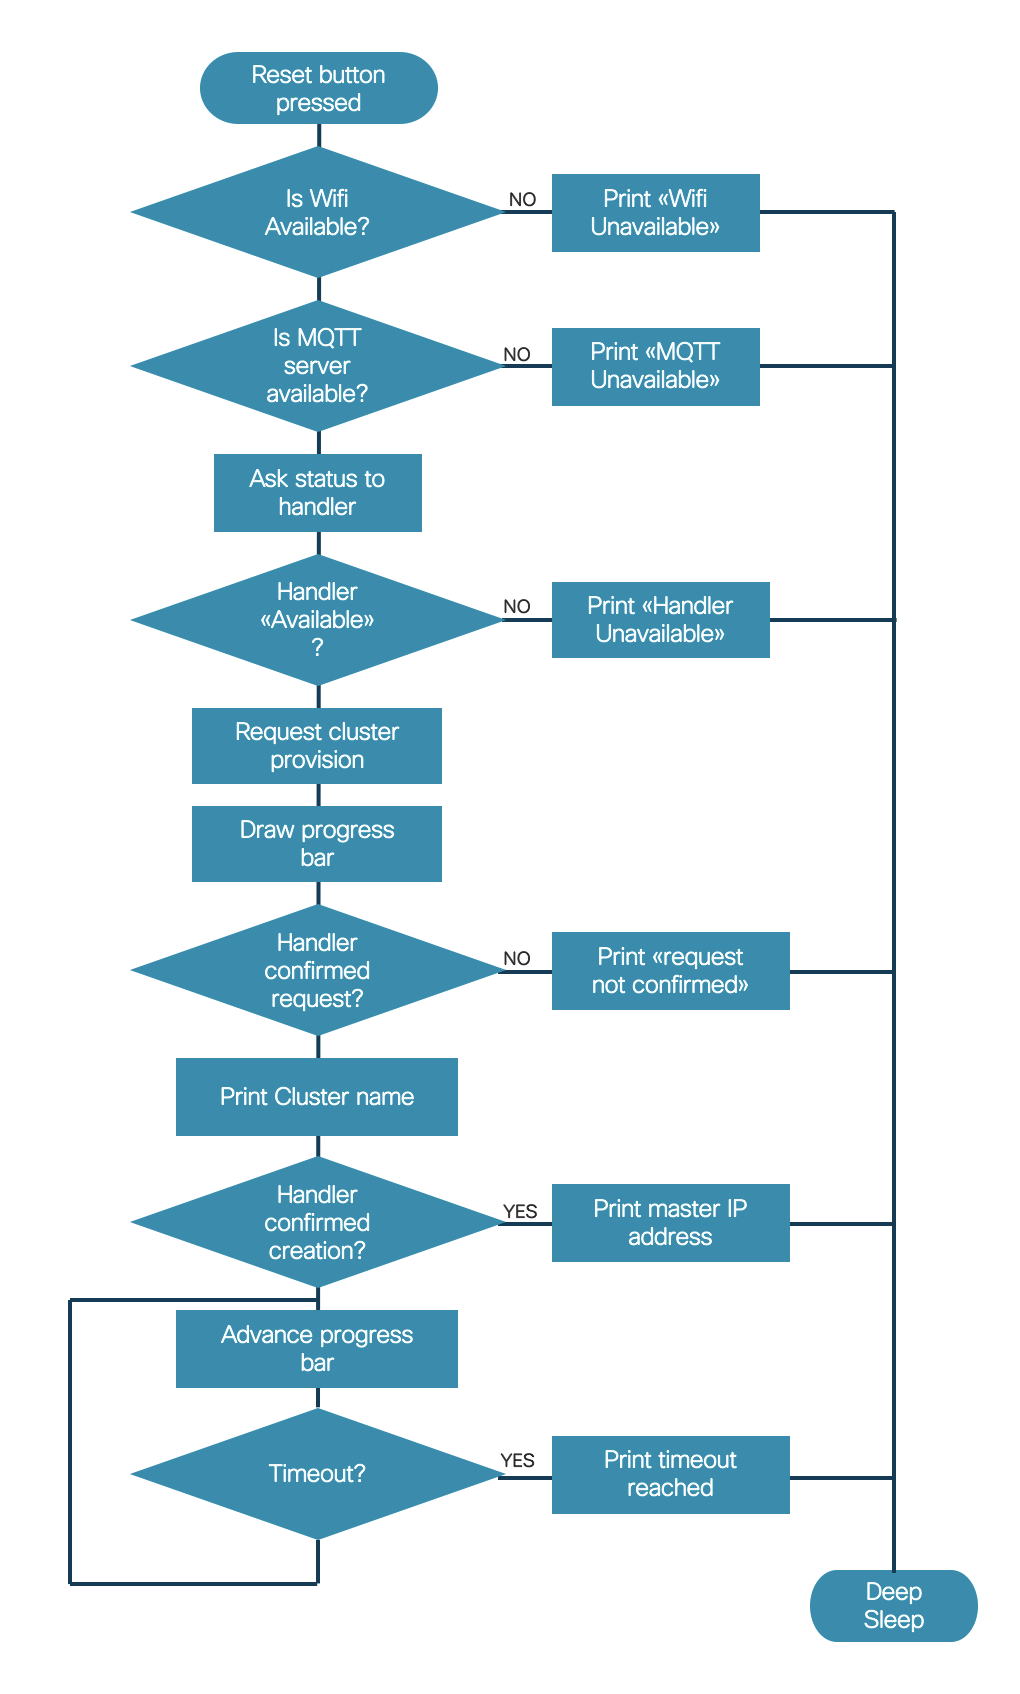 Reset button
pressed
Is Wifi
Available?
NO
Print «Wifi
Unavailable»
Is MQTT
server
available?
NO
Print «MQTT
Unavailable»
Ask status to
handler
Handler
«Available»
?
NO
Print «Handler
Unavailable»
Request cluster
provision
Draw progress
bar
Handler
confirmed
request?
NO
Print «request
not confirmed»
Print Cluster name
Handler
confirmed
creation?
YES
Print master IP
address
Advance progress
bar
Timeout?
YES
Print timeout
reached
Deep
Sleep